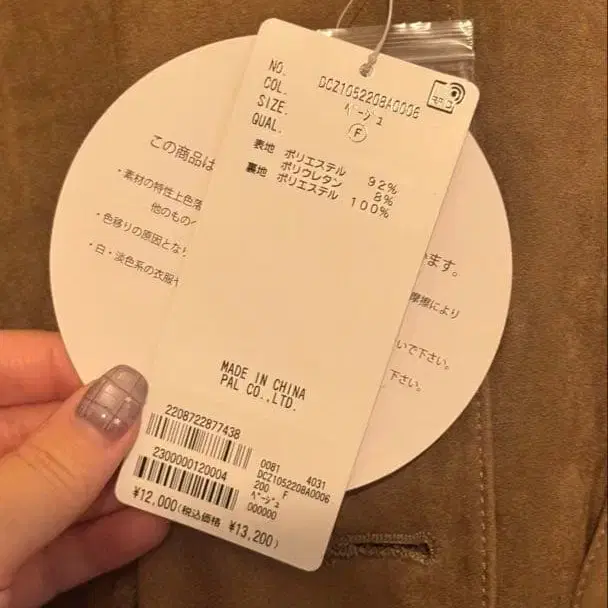 NO. DCZ1052208A0006
COL. ベージュ
SIZE. F
QUAL.
表地 ポリエステル 92%
ポリウレタン 8%
裏地 ポリエステル 100%
MADE IN CHINA
PAL CO.,LTD.
2208722877438
2300000120004
0081 4031
DCZ1052208A0006
200 F
ベージュ
000000
¥12,000(税込価格 ¥13,200)
この商品は
・素材の特性上色落
他のもの
・色移りの原因とな
・白・淡色系の衣服や
ます。
摩擦により
いで下さい。
下さい。